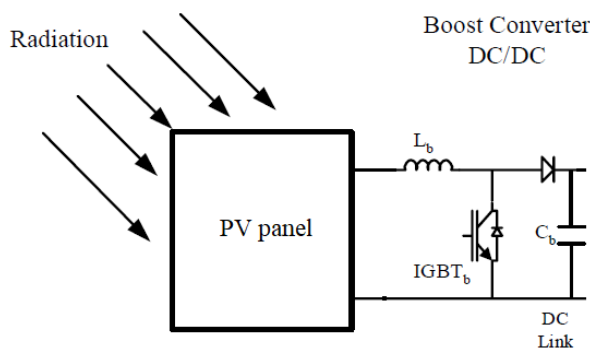 Radiation
Boost Converter
DC/DC
PV panel
L_b
IGBT_b
C_b
DC
Link